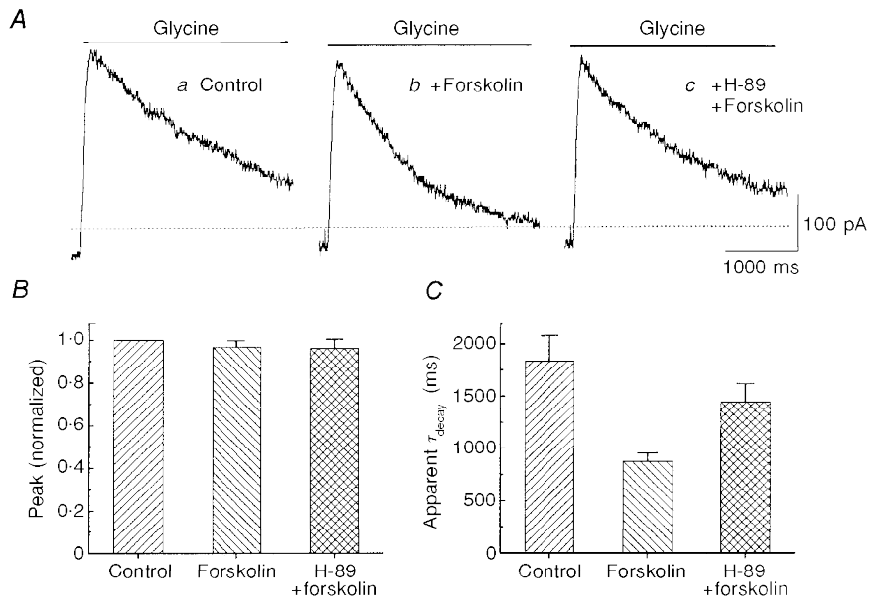 A
Glycine
Glycine
Glycine
a Control
b +Forskolin
c +H-89
+Forskolin
100 pA
1000 ms
B
C
Peak (normalized)
1·0
0·8
0·6
0·4
0·2
0
Control
Forskolin
H-89
+forskolin
Apparent τdecay (ms)
2000
1500
1000
500
0
Control
Forskolin
H-89
+forskolin